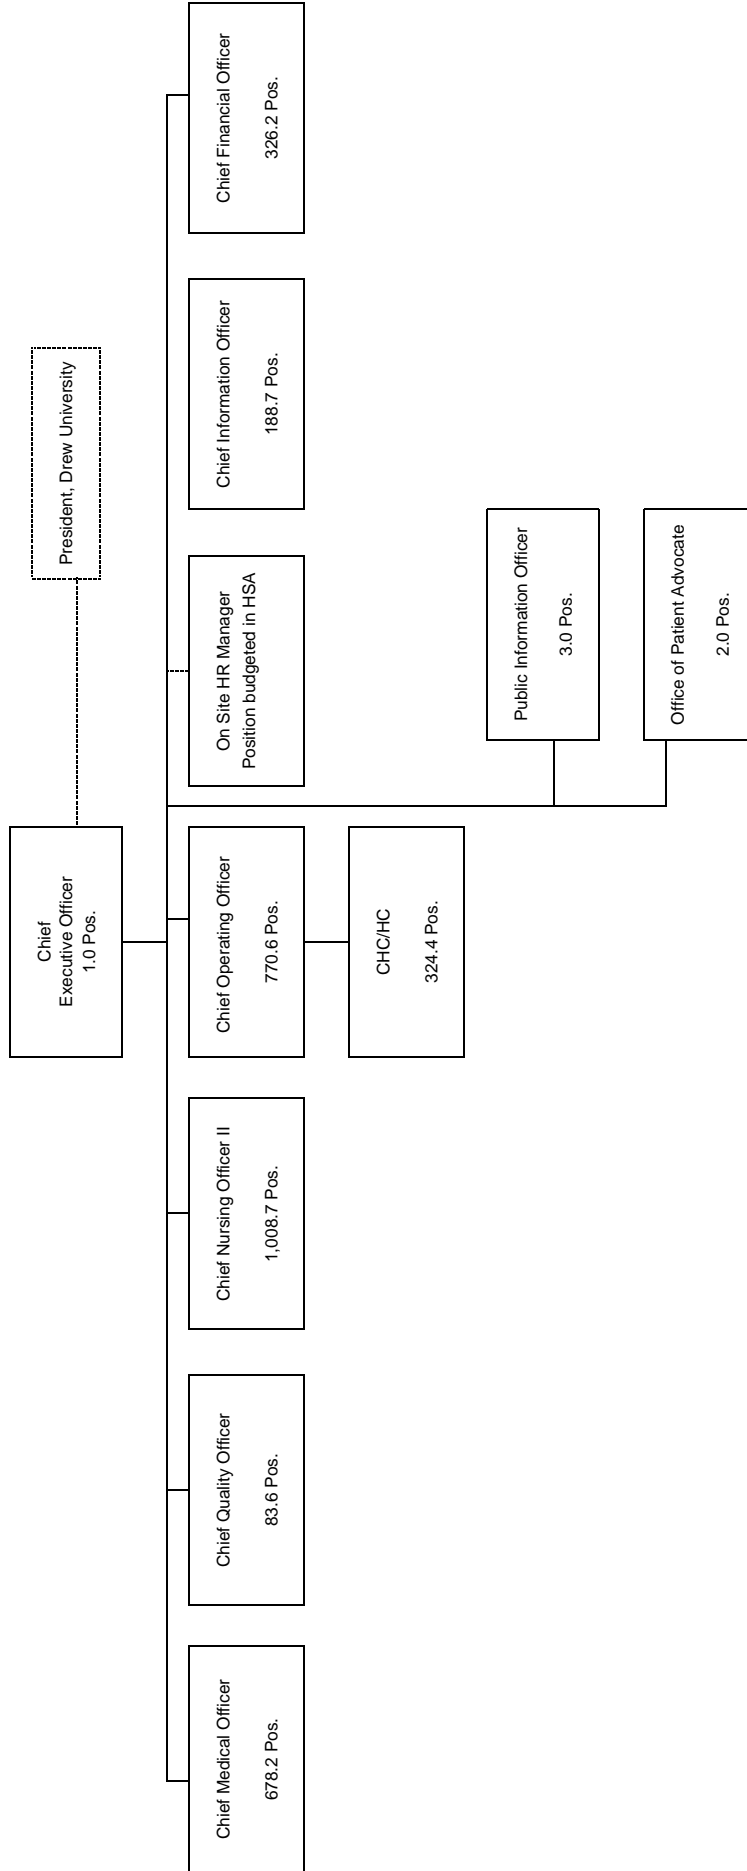 Chief
Executive Officer
1.0 Pos.
President, Drew University
Chief Medical Officer
678.2 Pos.
Chief Quality Officer
83.6 Pos.
Chief Nursing Officer II
1,008.7 Pos.
Chief Operating Officer
770.6 Pos.
On Site HR Manager
Position budgeted in HSA
Chief Information Officer
188.7 Pos.
Chief Financial Officer
326.2 Pos.
CHC/HC
324.4 Pos.
Public Information Officer
3.0 Pos.
Office of Patient Advocate
2.0 Pos.